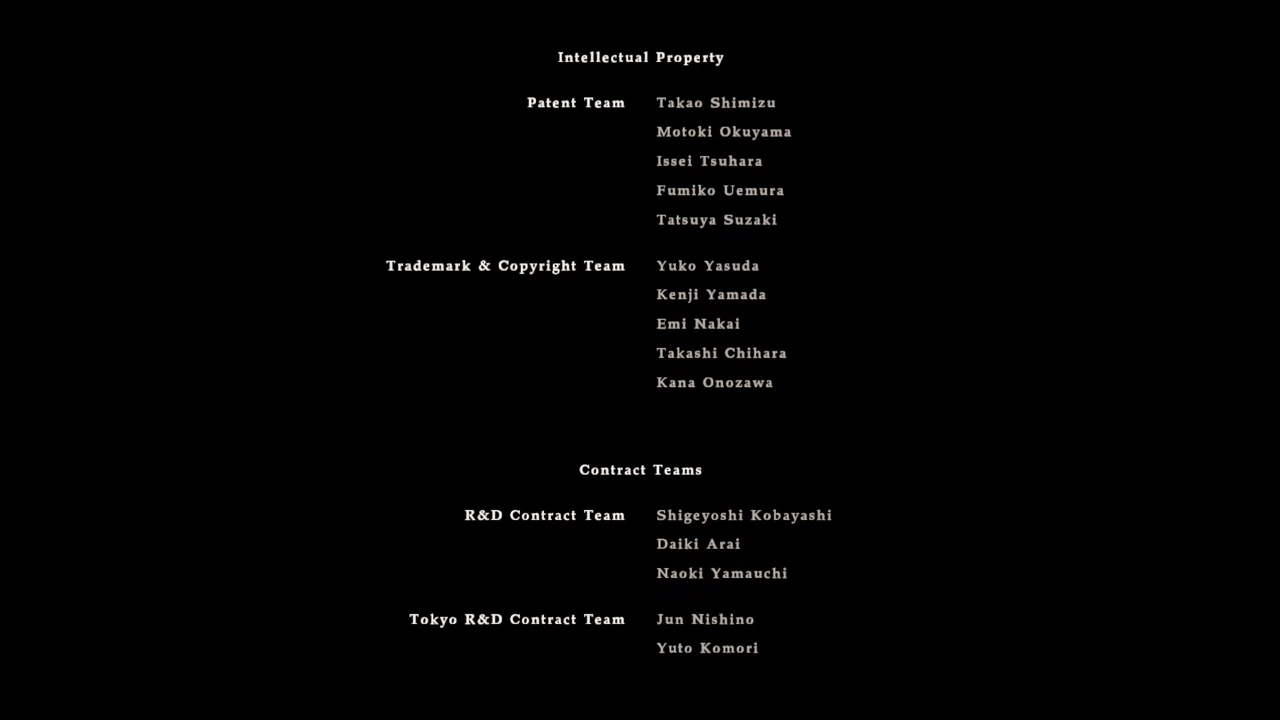 Intellectual Property
Patent Team Takao Shimizu
Motoki Okuyama
Issei Tsuhara
Fumiko Uemura
Tatsuya Suzaki
Trademark & Copyright Team Yuko Yasuda
Kenji Yamada
Emi Nakai
Takashi Chihara
Kana Onozawa
Contract Teams
R&D Contract Team Shigeyoshi Kobayashi
Daiki Arai
Naoki Yamauchi
Tokyo R&D Contract Team Jun Nishino
Yuto Komori